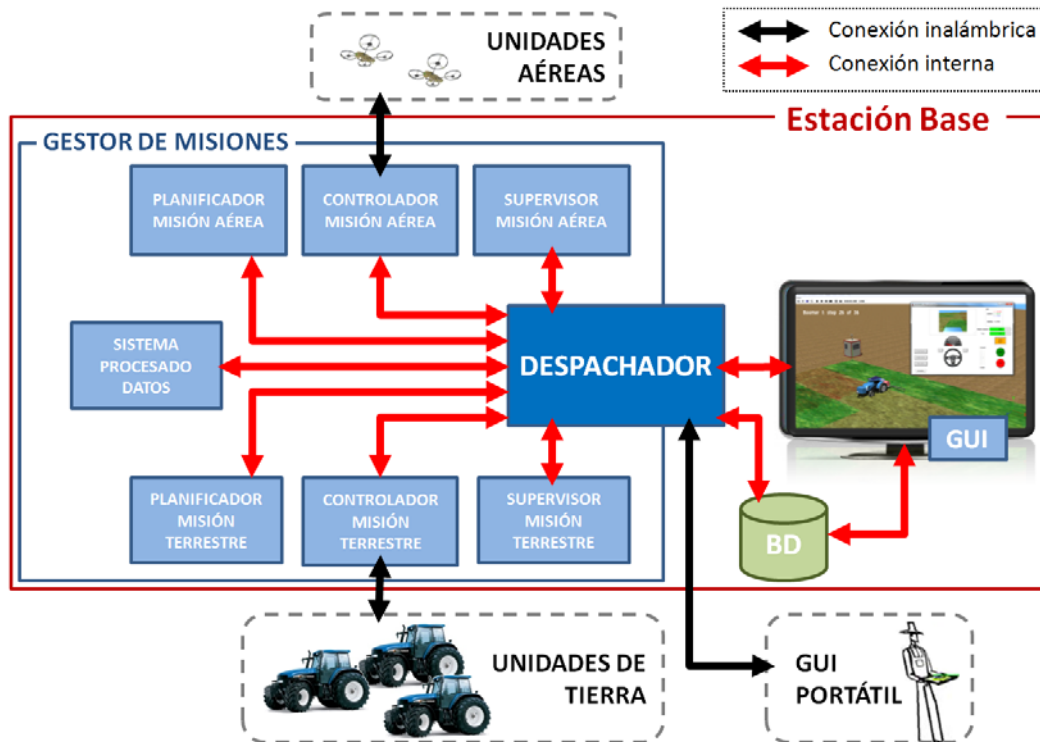 UNIDADES
AÉREAS
Conexión inalámbrica
Conexión interna
Estación Base
GESTOR DE MISIONES
PLANIFICADOR
MISIÓN AÉREA
CONTROLADOR
MISIÓN AÉREA
SUPERVISOR
MISIÓN AÉREA
SISTEMA
PROCESADO
DATOS
DESPACHADOR
GUI
PLANIFICADOR
MISIÓN
TERRESTRE
CONTROLADOR
MISIÓN
TERRESTRE
SUPERVISOR
MISIÓN
TERRESTRE
BD
UNIDADES DE
TIERRA
GUI
PORTÁTIL